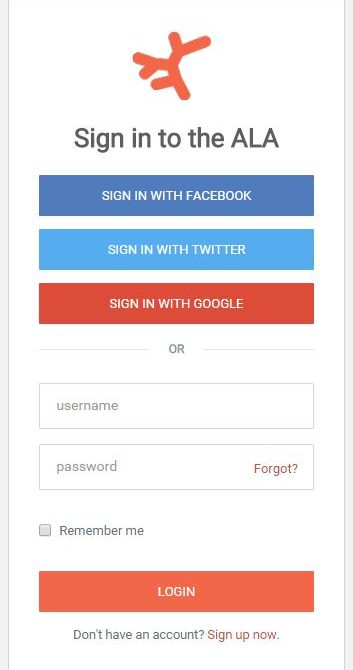 Sign in to the ALA
SIGN IN WITH FACEBOOK
SIGN IN WITH TWITTER
SIGN IN WITH GOOGLE
OR
username
password Forgot?
Remember me
LOGIN
Don't have an account? Sign up now.